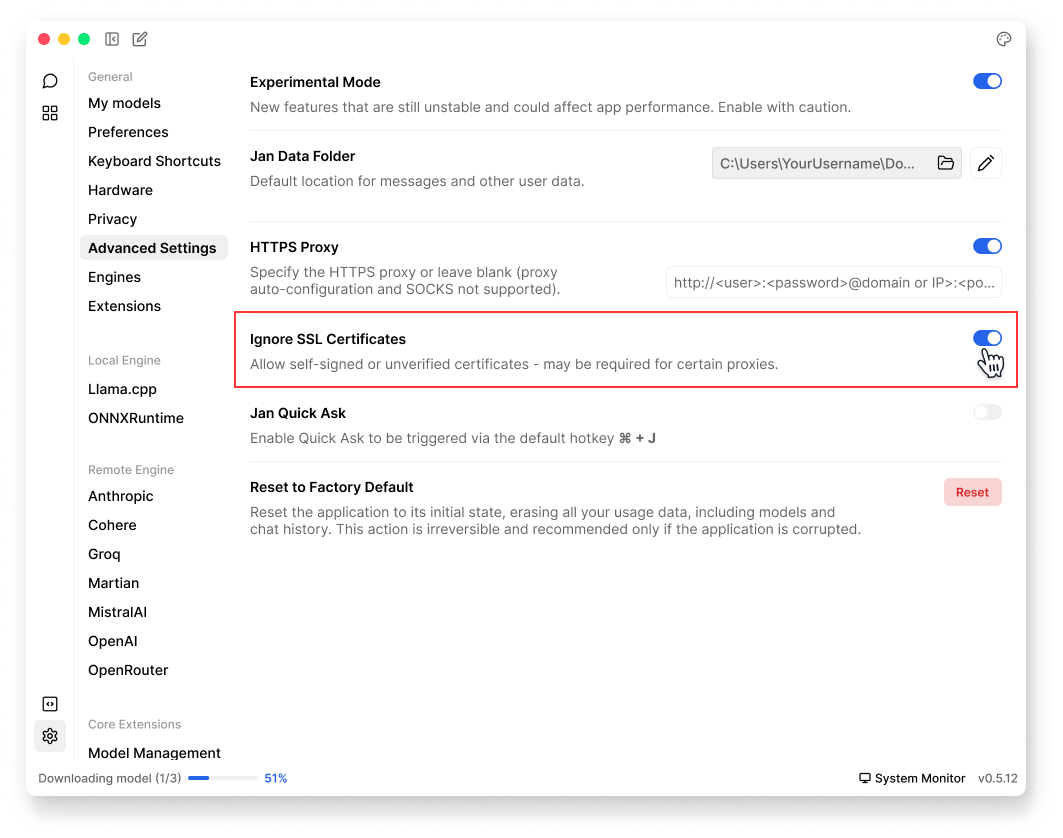 General
My models
Preferences
Keyboard Shortcuts
Hardware
Privacy
Advanced Settings
Engines
Extensions
Local Engine
Llama.cpp
ONNXRuntime
Remote Engine
Anthropic
Cohere
Groq
Martian
MistralAI
OpenAI
OpenRouter
Core Extensions
Model Management
Experimental Mode
New features that are still unstable and could affect app performance. Enable with caution.
Jan Data Folder
Default location for messages and other user data.
C:\Users\YourUsername\Do...
HTTPS Proxy
Specify the HTTPS proxy or leave blank (proxy
auto-configuration and SOCKS not supported).
http://<user>:<password>@domain or IP>:<po...
Ignore SSL Certificates
Allow self-signed or unverified certificates - may be required for certain proxies.
Jan Quick Ask
Enable Quick Ask to be triggered via the default hotkey ⌘ + J
Reset to Factory Default
Reset the application to its initial state, erasing all your usage data, including models and
chat history. This action is irreversible and recommended only if the application is corrupted.
Reset
Downloading model (1/3) 51%
System Monitor v0.5.12